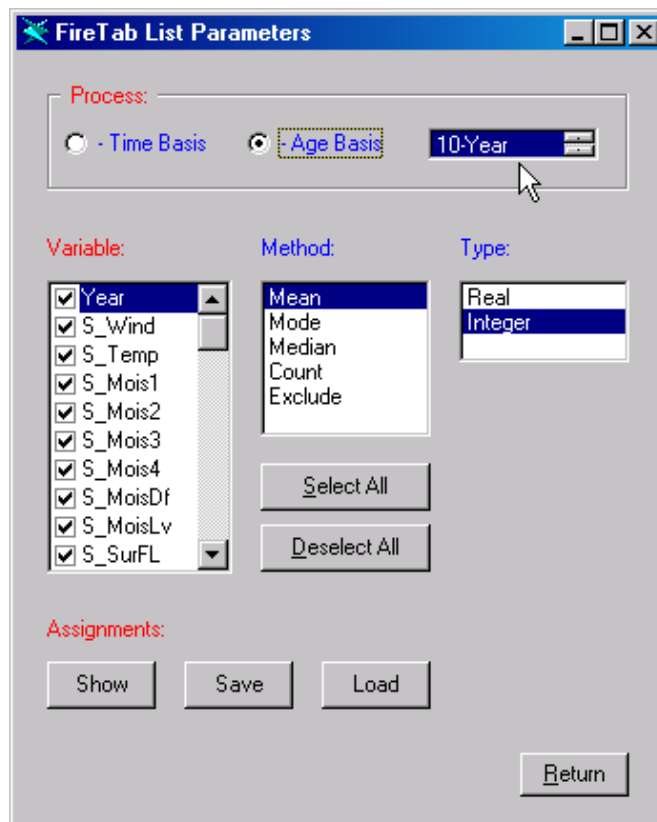 FireTab List Parameters
Process:
- Time Basis
- Age Basis
10-Year
Variable:
Method:
Type:
Year
S_Wind
S_Temp
S_Mois1
S_Mois2
S_Mois3
S_Mois4
S_MoisDf
S_MoisLv
S_SurFL
Mean
Mode
Median
Count
Exclude
Real
Integer
Select All
Deselect All
Assignments:
Show
Save
Load
Return